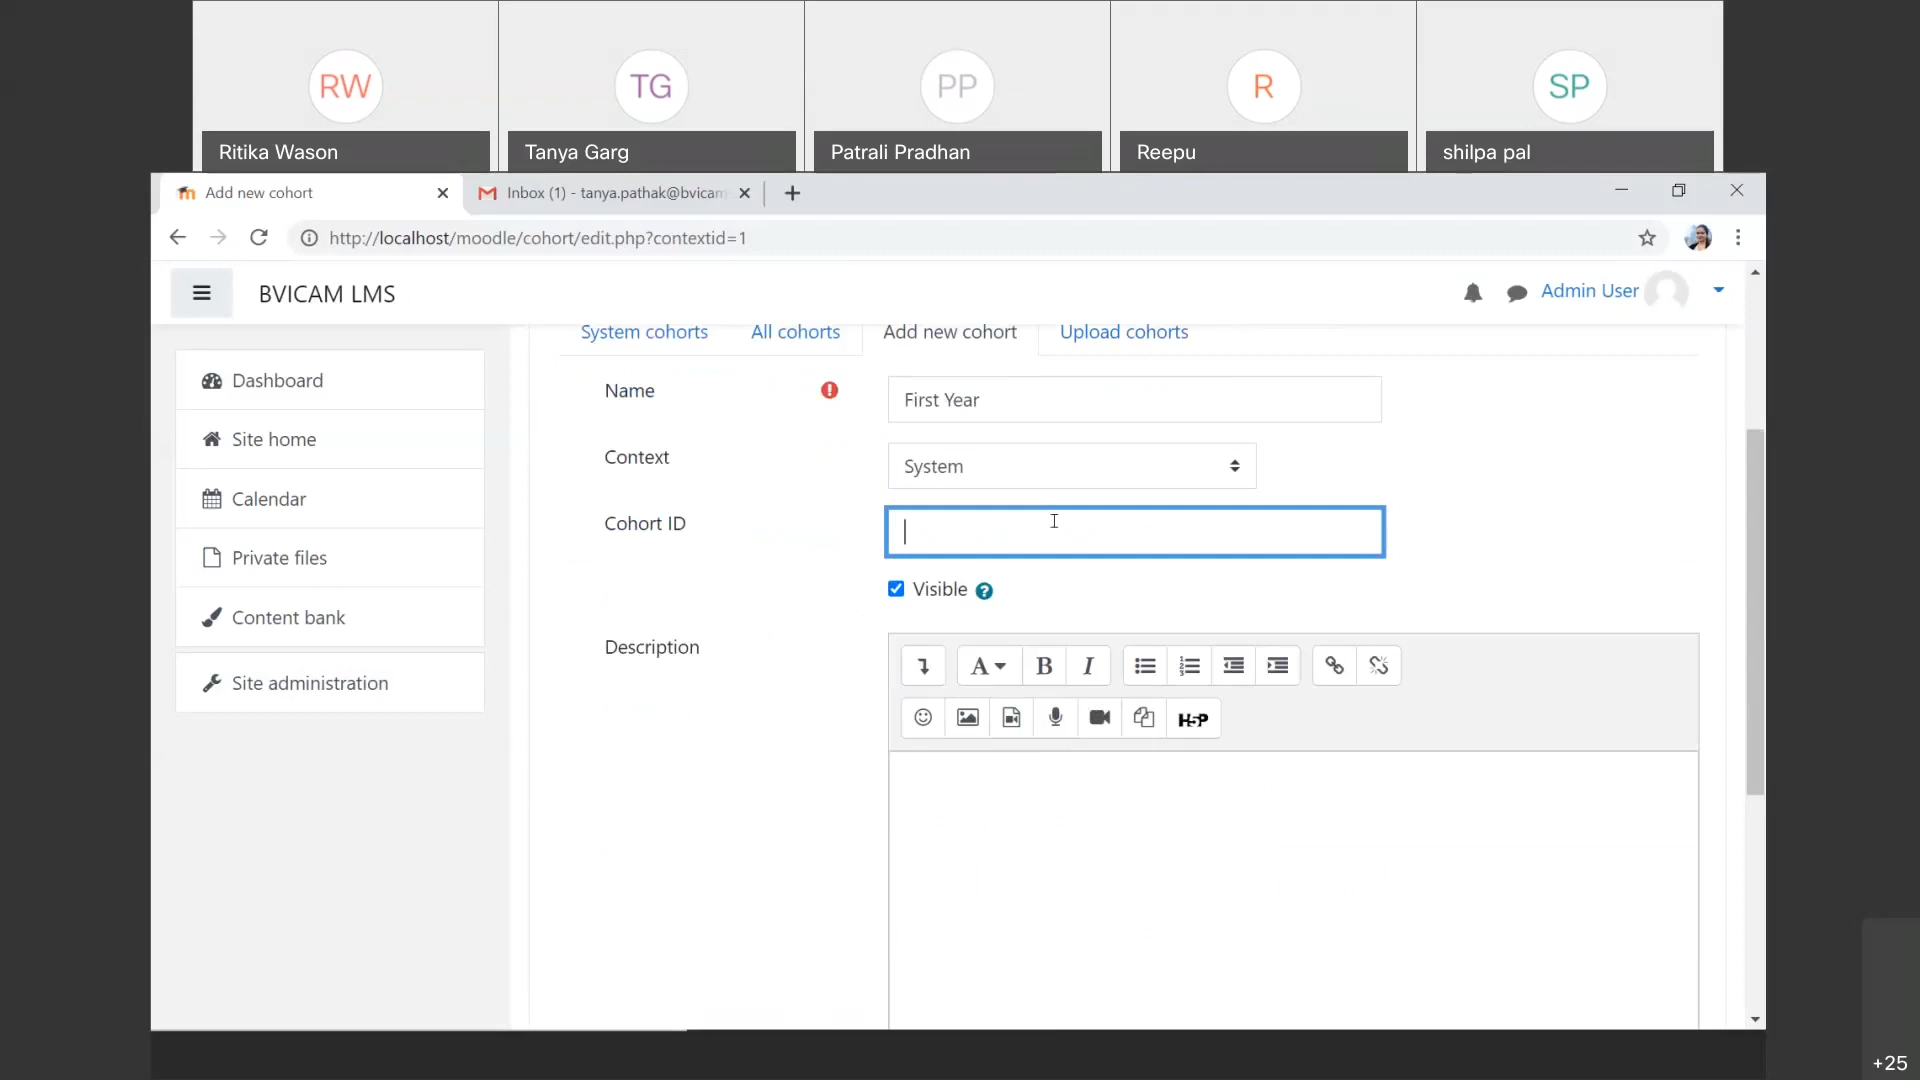 RW
TG
PP
R
SP
Ritika Wason
Tanya Garg
Patrali Pradhan
Reepu
shilpa pal
Add new cohort
Inbox (1) - tanya.pathak@bvicam
http://localhost/moodle/cohort/edit.php?contextid=1
BVICAM LMS
Admin User
System cohorts
All cohorts
Add new cohort
Upload cohorts
Dashboard
Site home
Calendar
Private files
Content bank
Site administration
Name
First Year
Context
System
Cohort ID
Visible
Description
A
B
I
H5P
+25